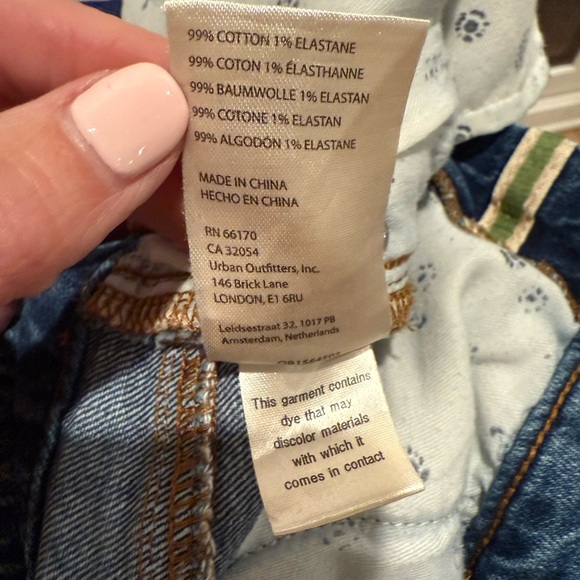 99% COTTON 1% ELASTANE
99% COTON 1% ÉLASTHANNE
99% BAUMWOLLE 1% ELASTAN
99% COTONE 1% ELASTAN
99% ALGODÓN 1% ELASTANE
MADE IN CHINA
HECHO EN CHINA
RN 66170
CA 32054
Urban Outfitters, Inc.
146 Brick Lane
LONDON, E1 6RU
Leidsestraat 32, 1017 PB
Amsterdam, Netherlands
This garment contains
dye that may
discolor materials
with which it
comes in contact